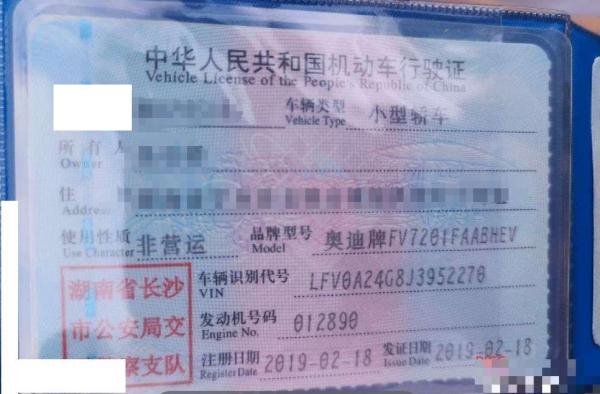 中华人民共和国机动车行驶证
Vehicle License of the People's Republic of China
车辆类型 小型轿车
Vehicle Type
所有人
Owner
住
Address
使用性质 非营运 品牌型号 奥迪牌FV7201FAABHEV
Use Character Model
湖南省长沙 车辆识别代号 LFV0A24G8J3952270
VIN
市公安局交 发动机号码 012890
Engine No.
警察支队 注册日期 2019-02-18 发证日期 2019-02-18
Register Date Issue Date